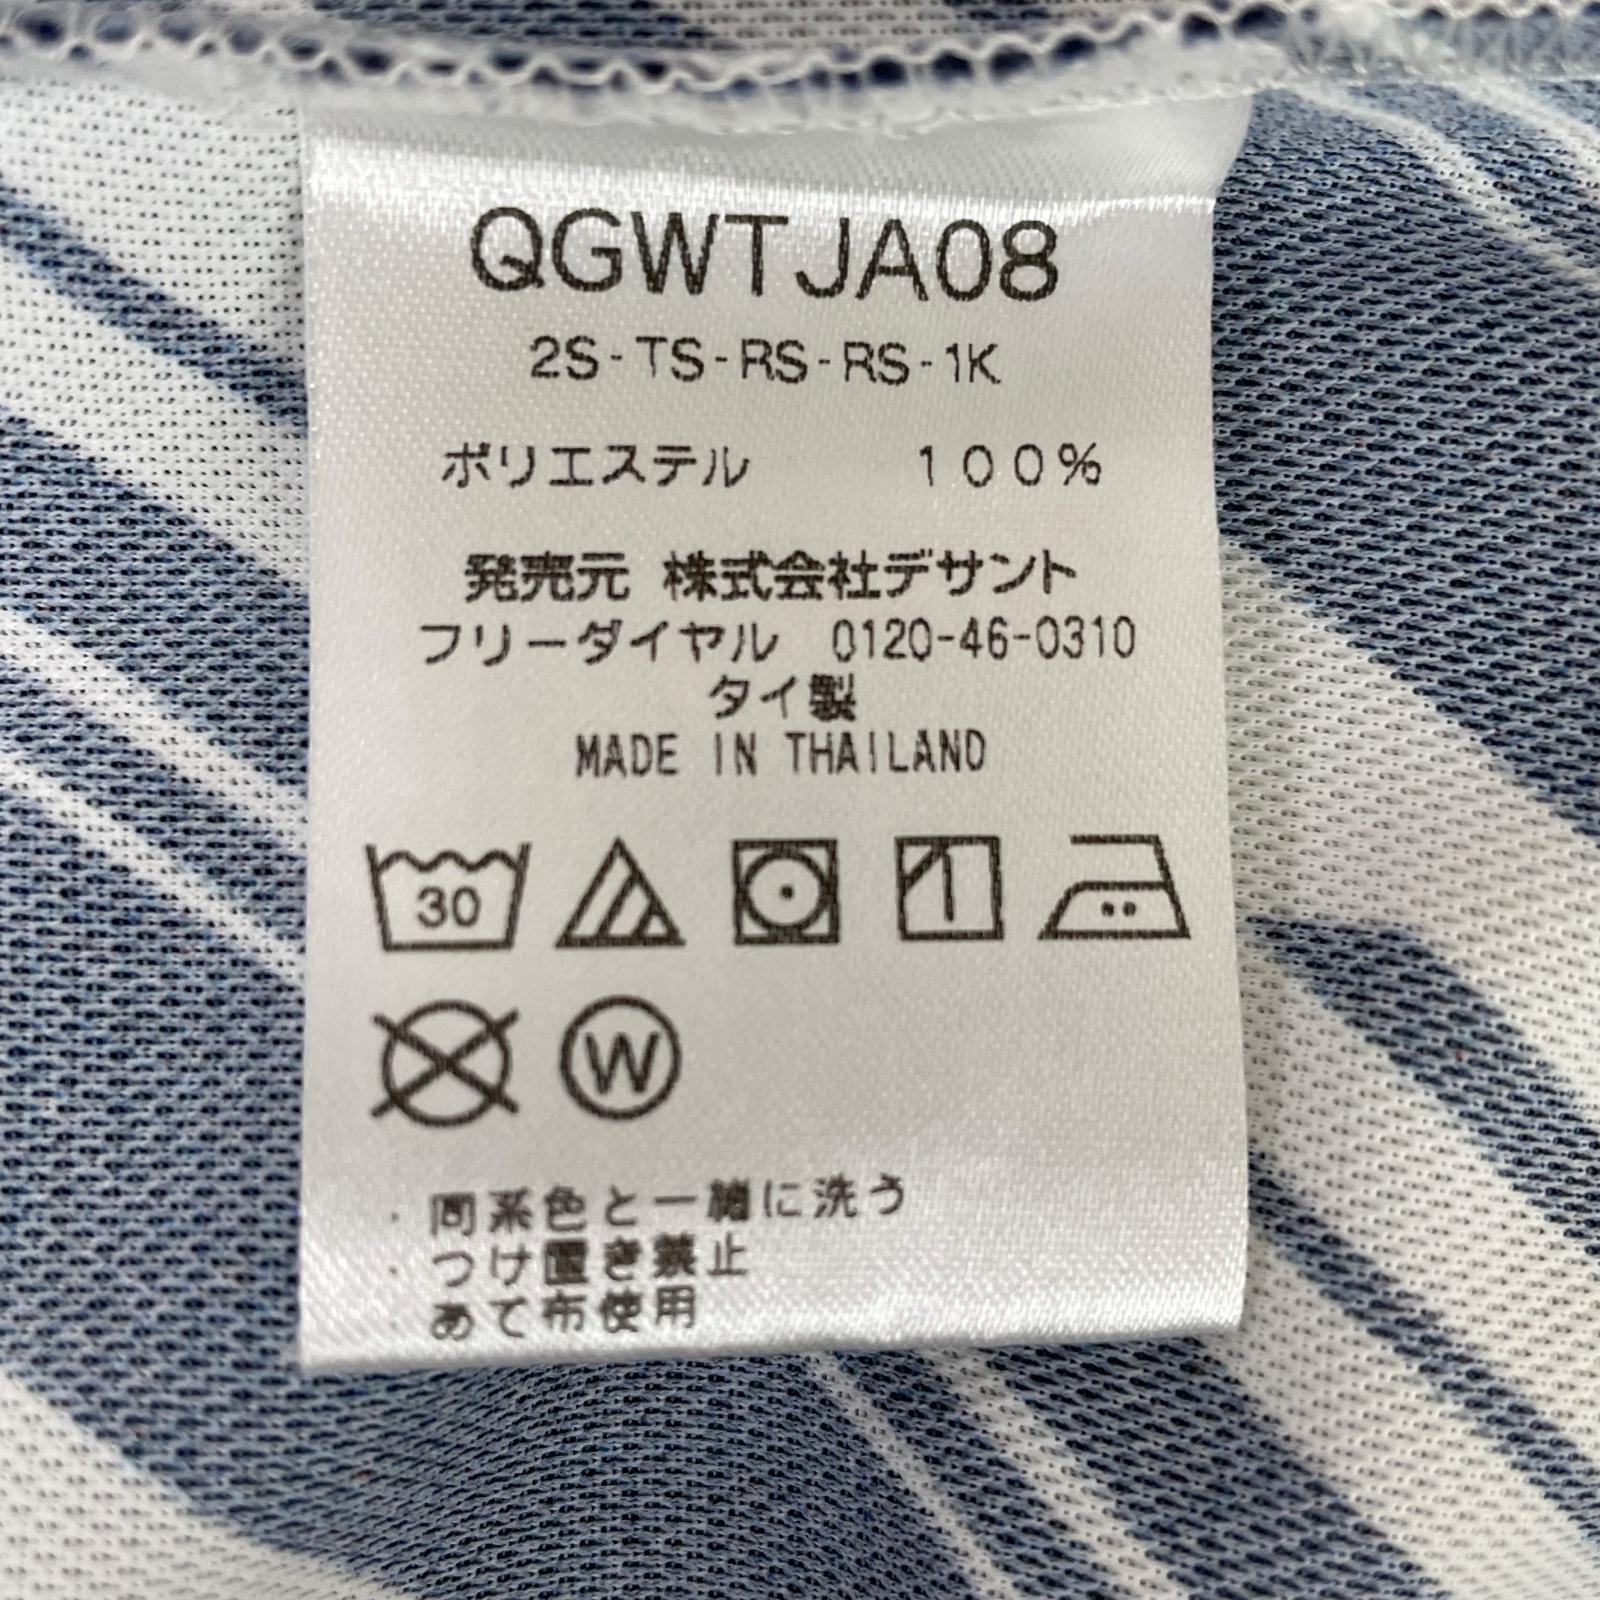 QGWTJA08
2S-TS-RS-RS-1K
ポリエステル 100%
発売元 株式会社デサント
フリーダイヤル 0120-46-0310
タイ製
MADE IN THAILAND
30
W
・同系色と一緒に洗う
・つけ置き禁止
・あて布使用